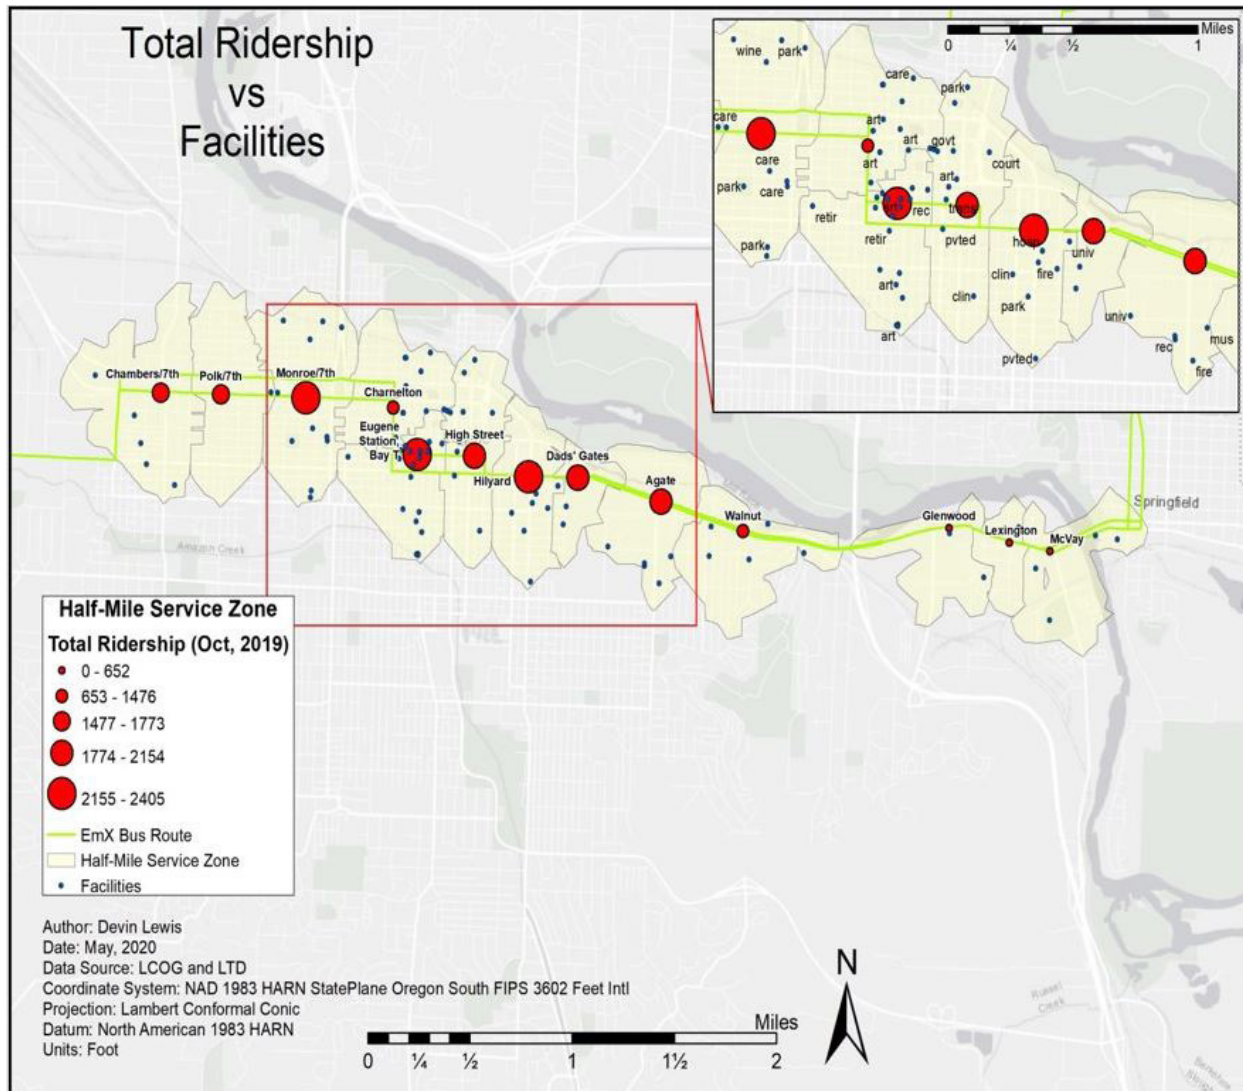 Total Ridership
vs
Facilities
Miles
0 ¼ ½ 1
wine park
care
park
care
art
art govt
care
art
court
park care
art
retir
art rec trans
retir
pvted
hosp
univ
park
clin fire
art
clin park
univ
art
pvted
rec mus
fire
Chambers/7th
Polk/7th
Monroe/7th
Charnelton
Eugene
Station,
Bay T
High Street
Hilyard
Dads' Gates
Agate
Walnut
Glenwood
Lexington
McVay
Springfield
Amazon Creek
Half-Mile Service Zone
Total Ridership (Oct, 2019)
0 - 652
653 - 1476
1477 - 1773
1774 - 2154
2155 - 2405
EmX Bus Route
Half-Mile Service Zone
Facilities
Author: Devin Lewis
Date: May, 2020
Data Source: LCOG and LTD
Coordinate System: NAD 1983 HARN StatePlane Oregon South FIPS 3602 Feet Intl
Projection: Lambert Conformal Conic
Datum: North American 1983 HARN
Units: Foot
Miles
0 ¼ ½ 1 1½ 2
N
Russel
Creek